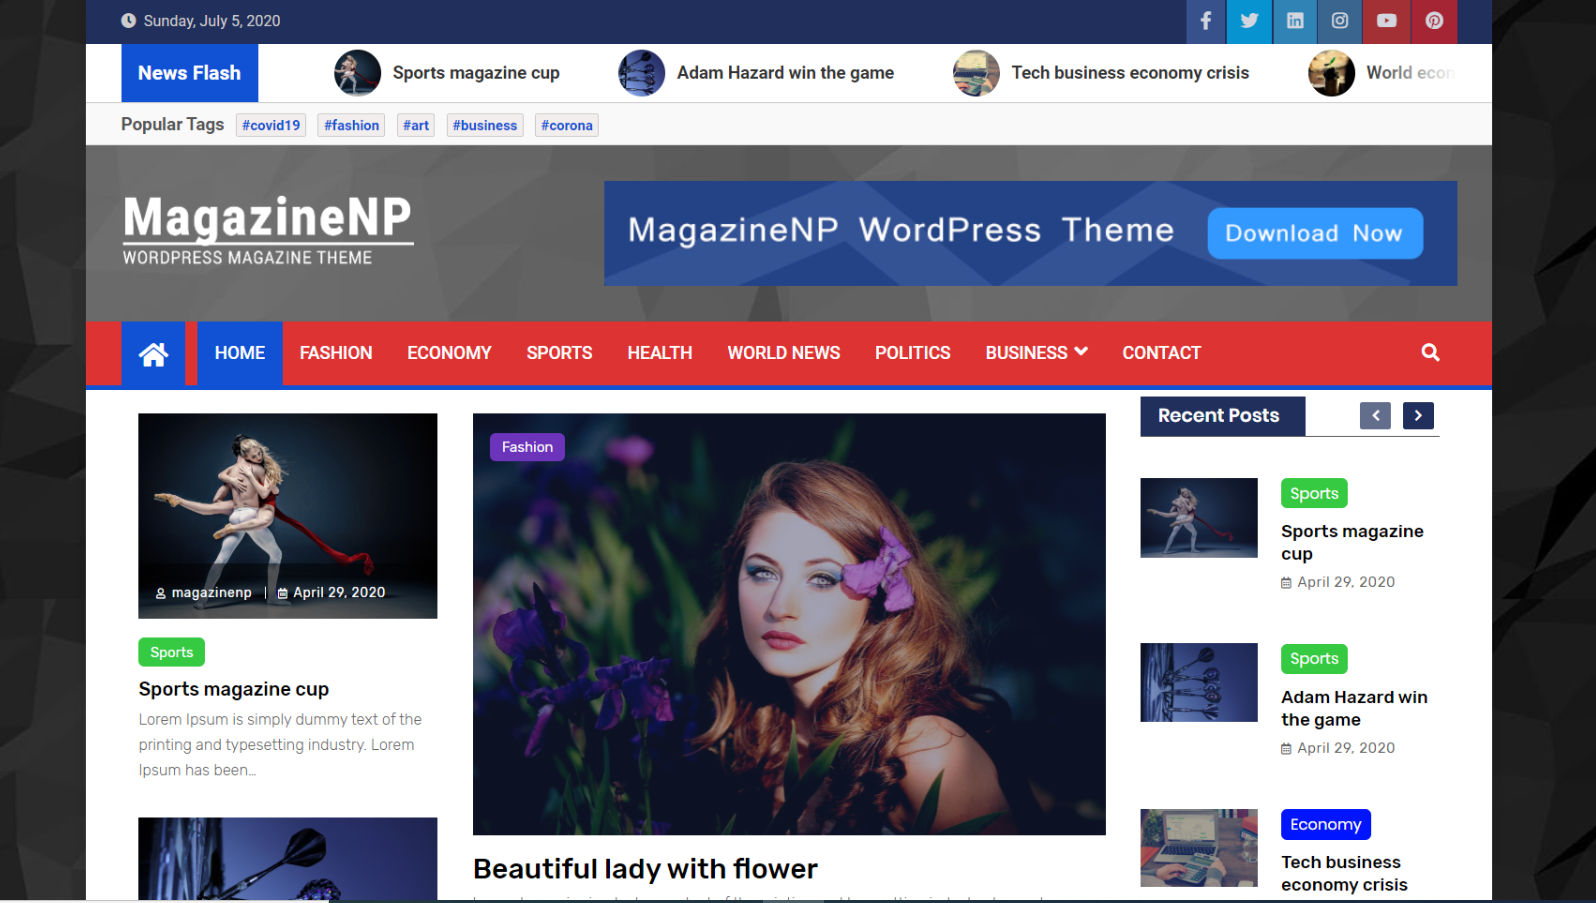 Sunday, July 5, 2020
News Flash
Sports magazine cup
Adam Hazard win the game
Tech business economy crisis
World econ
Popular Tags
#covid19
#fashion
#art
#business
#corona
MagazineNP
WORDPRESS MAGAZINE THEME
MagazineNP WordPress Theme
Download Now
HOME
FASHION
ECONOMY
SPORTS
HEALTH
WORLD NEWS
POLITICS
BUSINESS
CONTACT
magazinenp | April 29, 2020
Sports
Sports magazine cup
Lorem Ipsum is simply dummy text of the
printing and typesetting industry. Lorem
Ipsum has been...
Fashion
Beautiful lady with flower
Recent Posts
Sports
Sports magazine
cup
April 29, 2020
Sports
Adam Hazard win
the game
April 29, 2020
Economy
Tech business
economy crisis